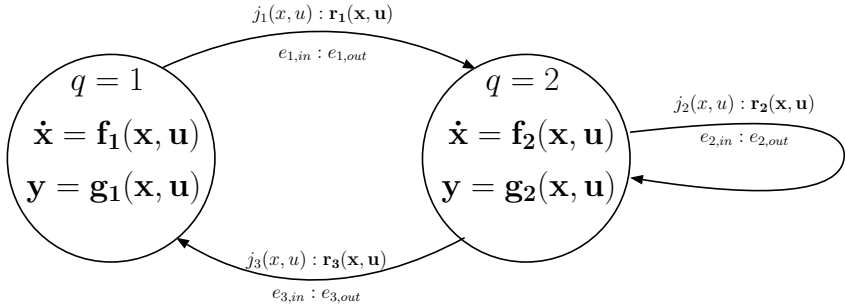 j₁(x, u) : r₁(x, u)
e₁,in : e₁,out
q = 1
ẋ = f₁(x, u)
y = g₁(x, u)
q = 2
ẋ = f₂(x, u)
y = g₂(x, u)
j₂(x, u) : r₂(x, u)
e₂,in : e₂,out
j₃(x, u) : r₃(x, u)
e₃,in : e₃,out